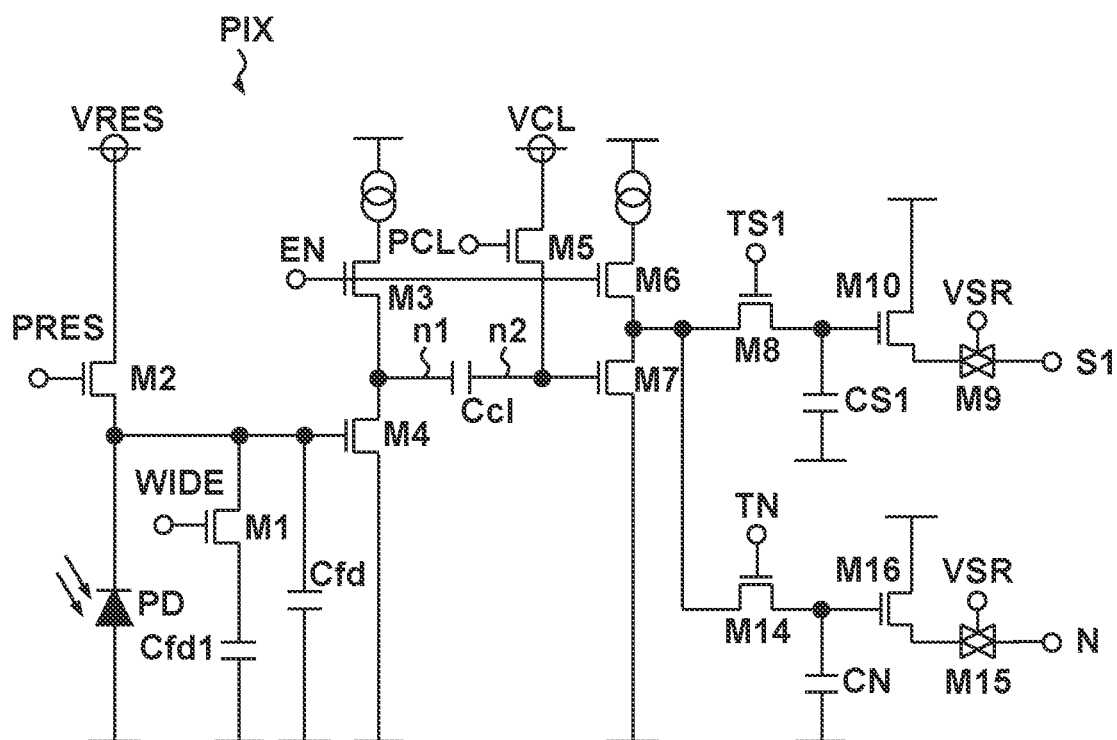 PIX
VRES
VCL
EN
PCL
M5
TS1
M10
VSR
M3
M6
PRES
n1
n2
M8
S1
M2
M7
M9
Ccl
CS1
M4
WIDE
TN
M1
M16
VSR
Cfd
PD
M14
N
Cfd1
CN
M15